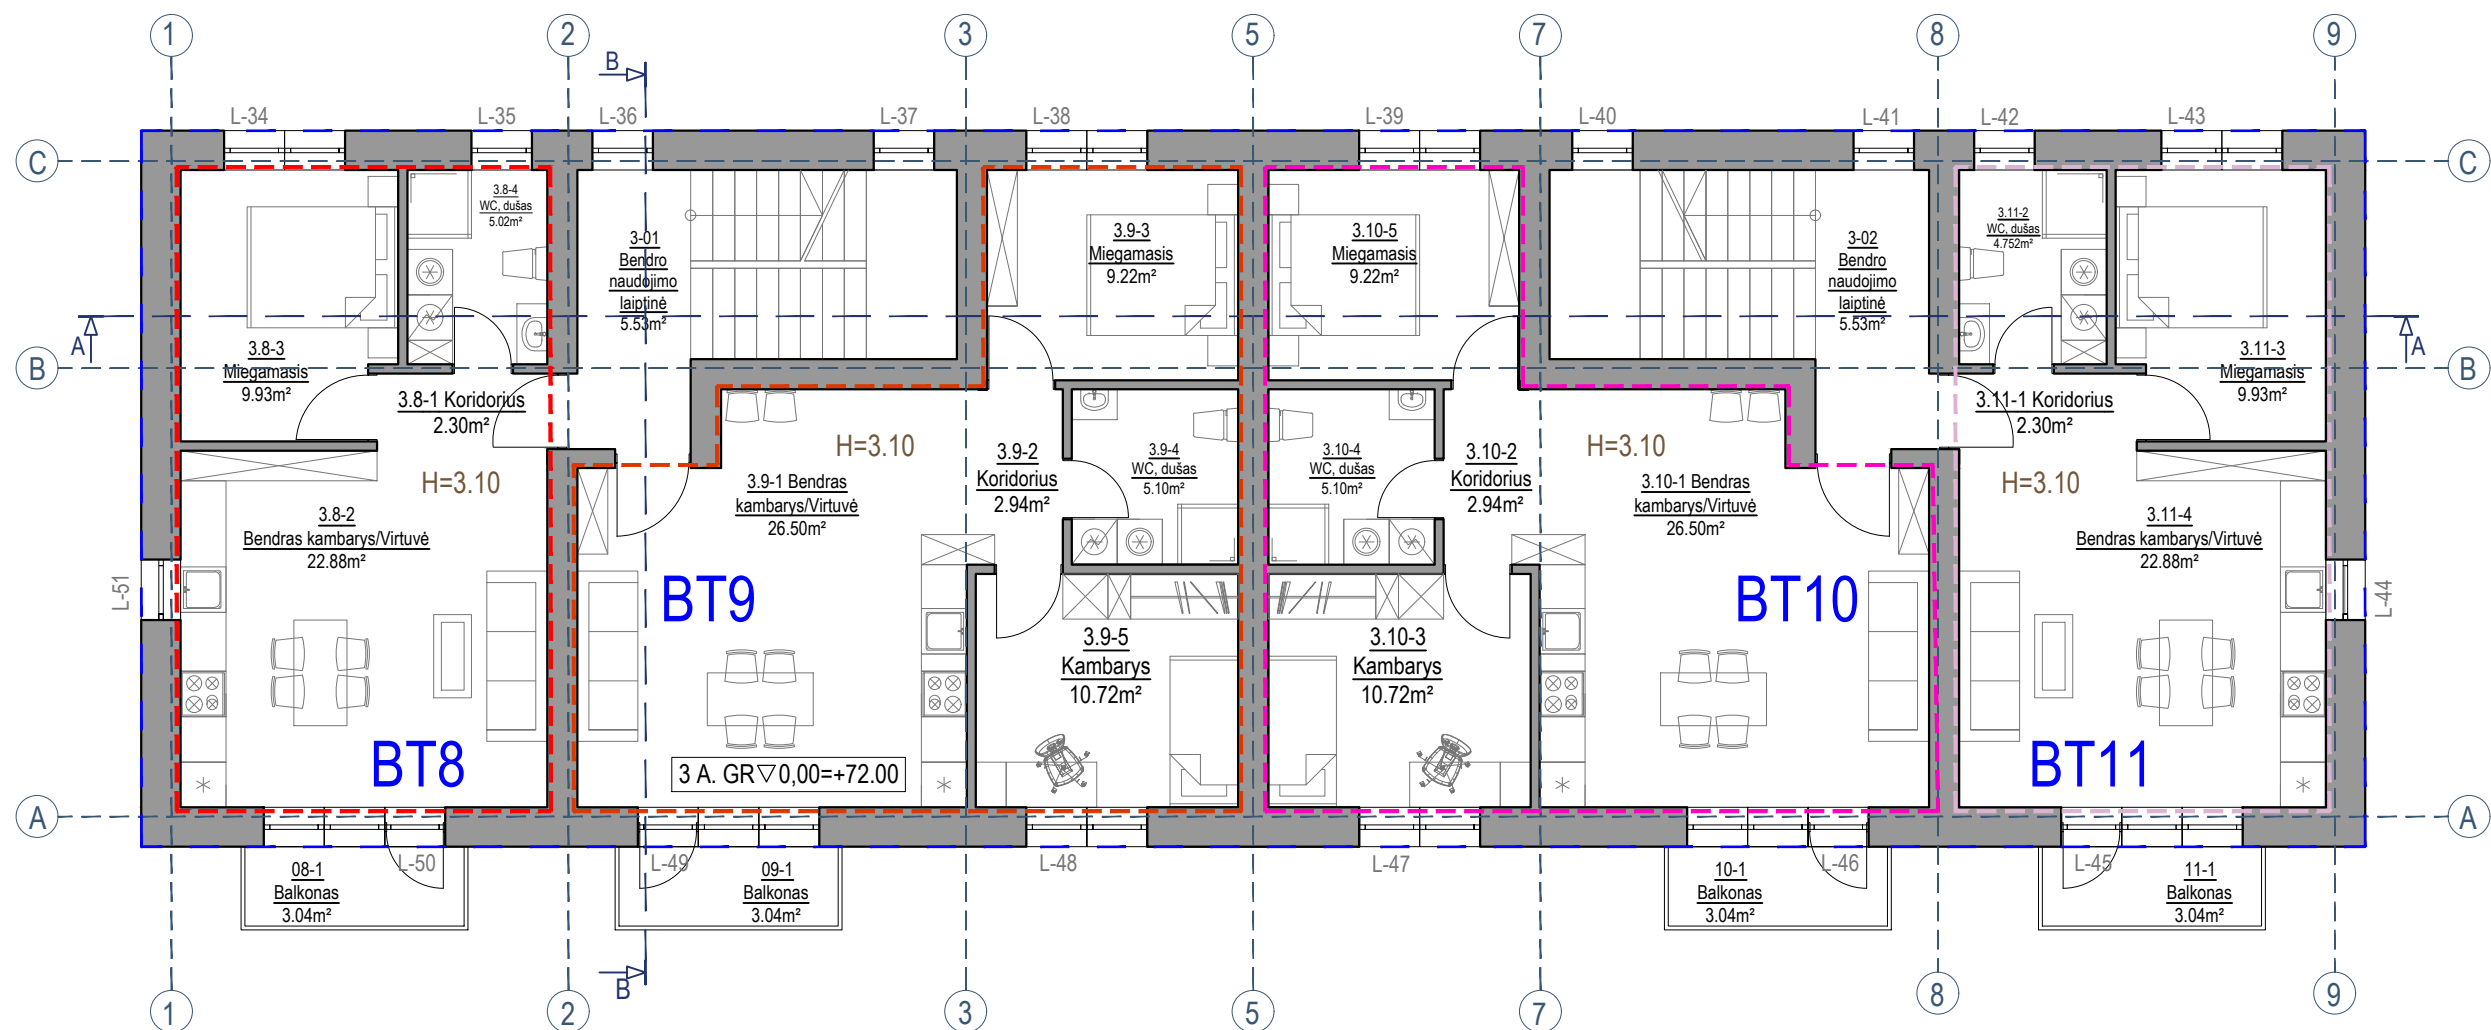 1 2 3 5 7 8 9
B
L-34 L-35 L-36 L-37 L-38 L-39 L-40 L-41 L-42 L-43
C C
3.8-4
WC, dušas
5.02m²
3-01
Bendro
naudojimo
laiptinė
5.53m²
3.9-3
Miegamasis
9.22m²
3.10-5
Miegamasis
9.22m²
3-02
Bendro
naudojimo
laiptinė
5.53m²
3.11-2
WC, dušas
4.752m²
A A
3.8-3
Miegamasis
9.93m²
3.11-3
Miegamasis
9.93m²
B B
3.8-1 Koridorius
2.30m²
3.11-1 Koridorius
2.30m²
H=3.10
H=3.10
H=3.10
H=3.10
3.9-1 Bendras
kambarys/Virtuvė
26.50m²
3.9-2
Koridorius
2.94m²
3.9-4
WC, dušas
5.10m²
3.10-4
WC, dušas
5.10m²
3.10-2
Koridorius
2.94m²
3.10-1 Bendras
kambarys/Virtuvė
26.50m²
3.8-2
Bendras kambarys/Virtuvė
22.88m²
3.11-4
Bendras kambarys/Virtuvė
22.88m²
L-51
BT9
BT10
L-44
3.9-5
Kambarys
10.72m²
3.10-3
Kambarys
10.72m²
BT8
3 A. GR▽0,00=+72.00
BT11
A A
L-50 L-49 L-48 L-47 L-46 L-45
08-1
Balkonas
3.04m²
09-1
Balkonas
3.04m²
10-1
Balkonas
3.04m²
11-1
Balkonas
3.04m²
B
1 2 3 5 7 8 9